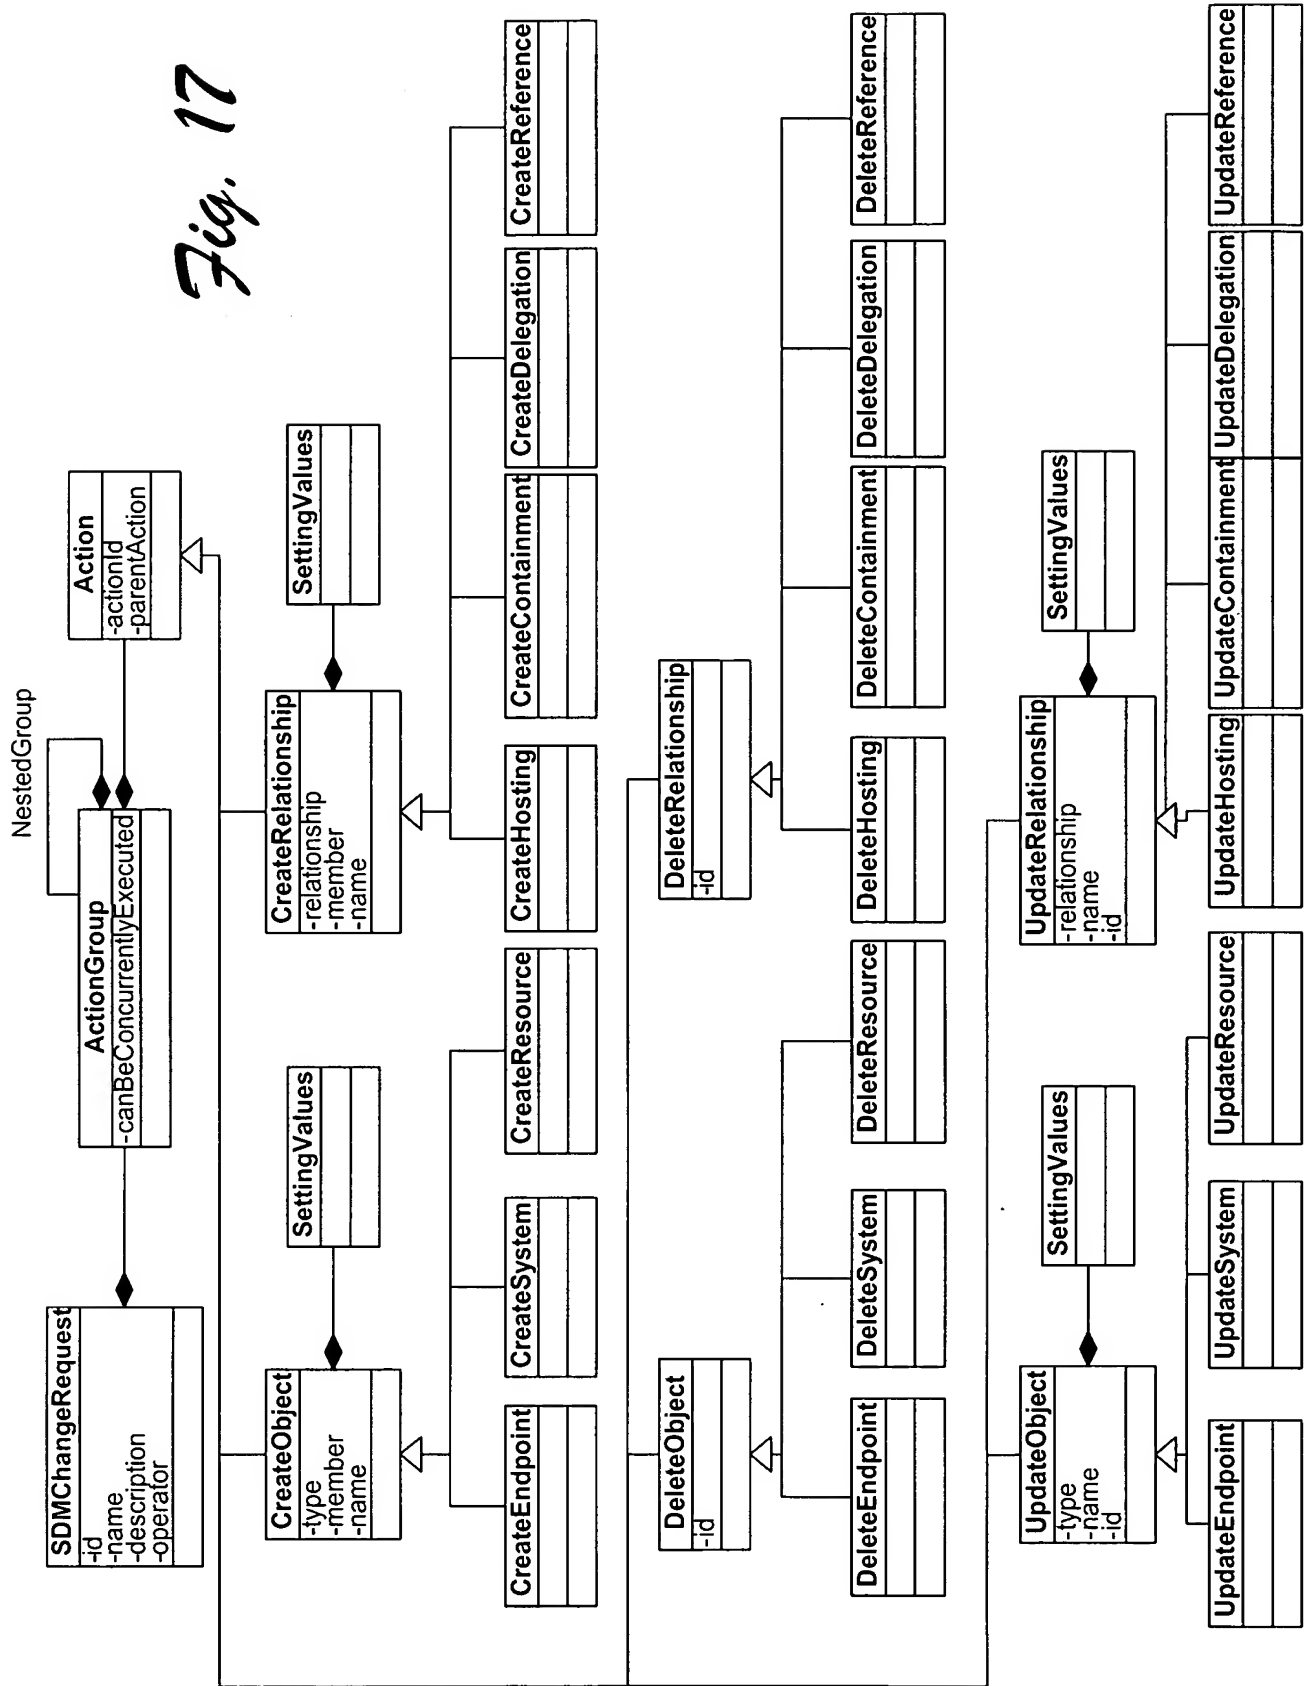 Fig. 17
NestedGroup
SDMChangeRequest
-id
-name
-description
-operator
ActionGroup
-canBeConcurrentlyExecuted
Action
-actionId
-parentAction
CreateObject
-type
-member
-name
SettingValues
CreateRelationship
-relationship
-member
-name
SettingValues
CreateEndpoint
CreateSystem
CreateResource
CreateHosting
CreateContainment
CreateDelegation
CreateReference
DeleteObject
-id
DeleteRelationship
-id
DeleteEndpoint
DeleteSystem
DeleteResource
DeleteHosting
DeleteContainment
DeleteDelegation
DeleteReference
UpdateObject
-type
-name
-id
SettingValues
UpdateRelationship
-relationship
-name
-id
SettingValues
UpdateEndpoint
UpdateSystem
UpdateResource
UpdateHosting
UpdateContainment
UpdateDelegation
UpdateReference